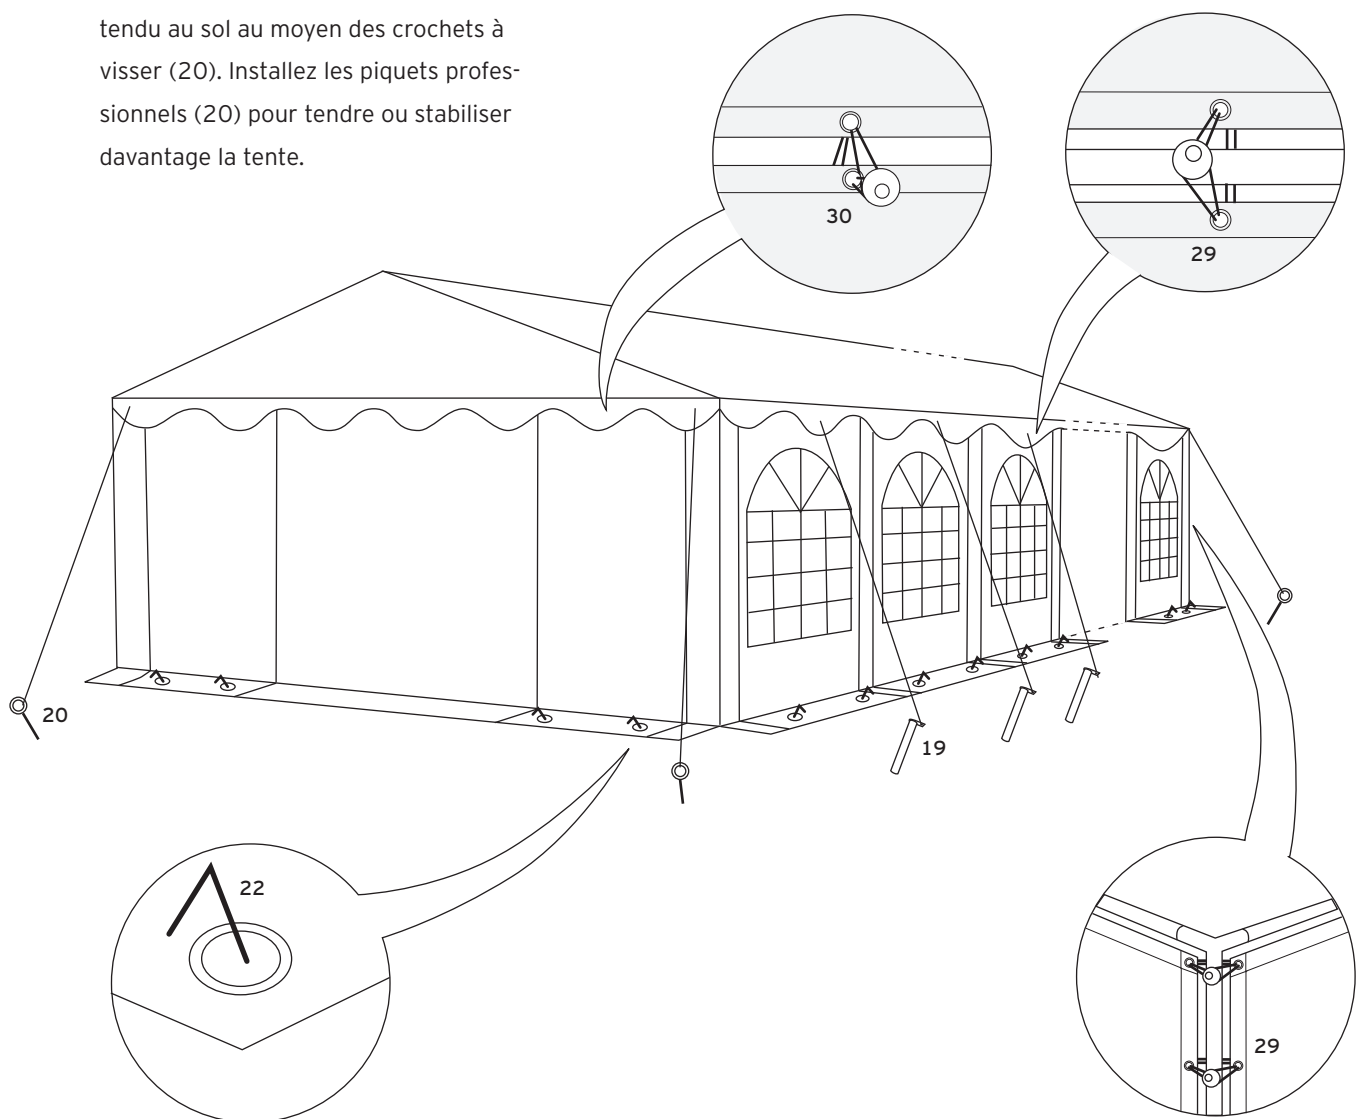 tendu au sol au moyen des crochets à
visser (20). Installez les piquets profes-
sionnels (20) pour tendre ou stabiliser
davantage la tente.
30
29
20
19
22
29